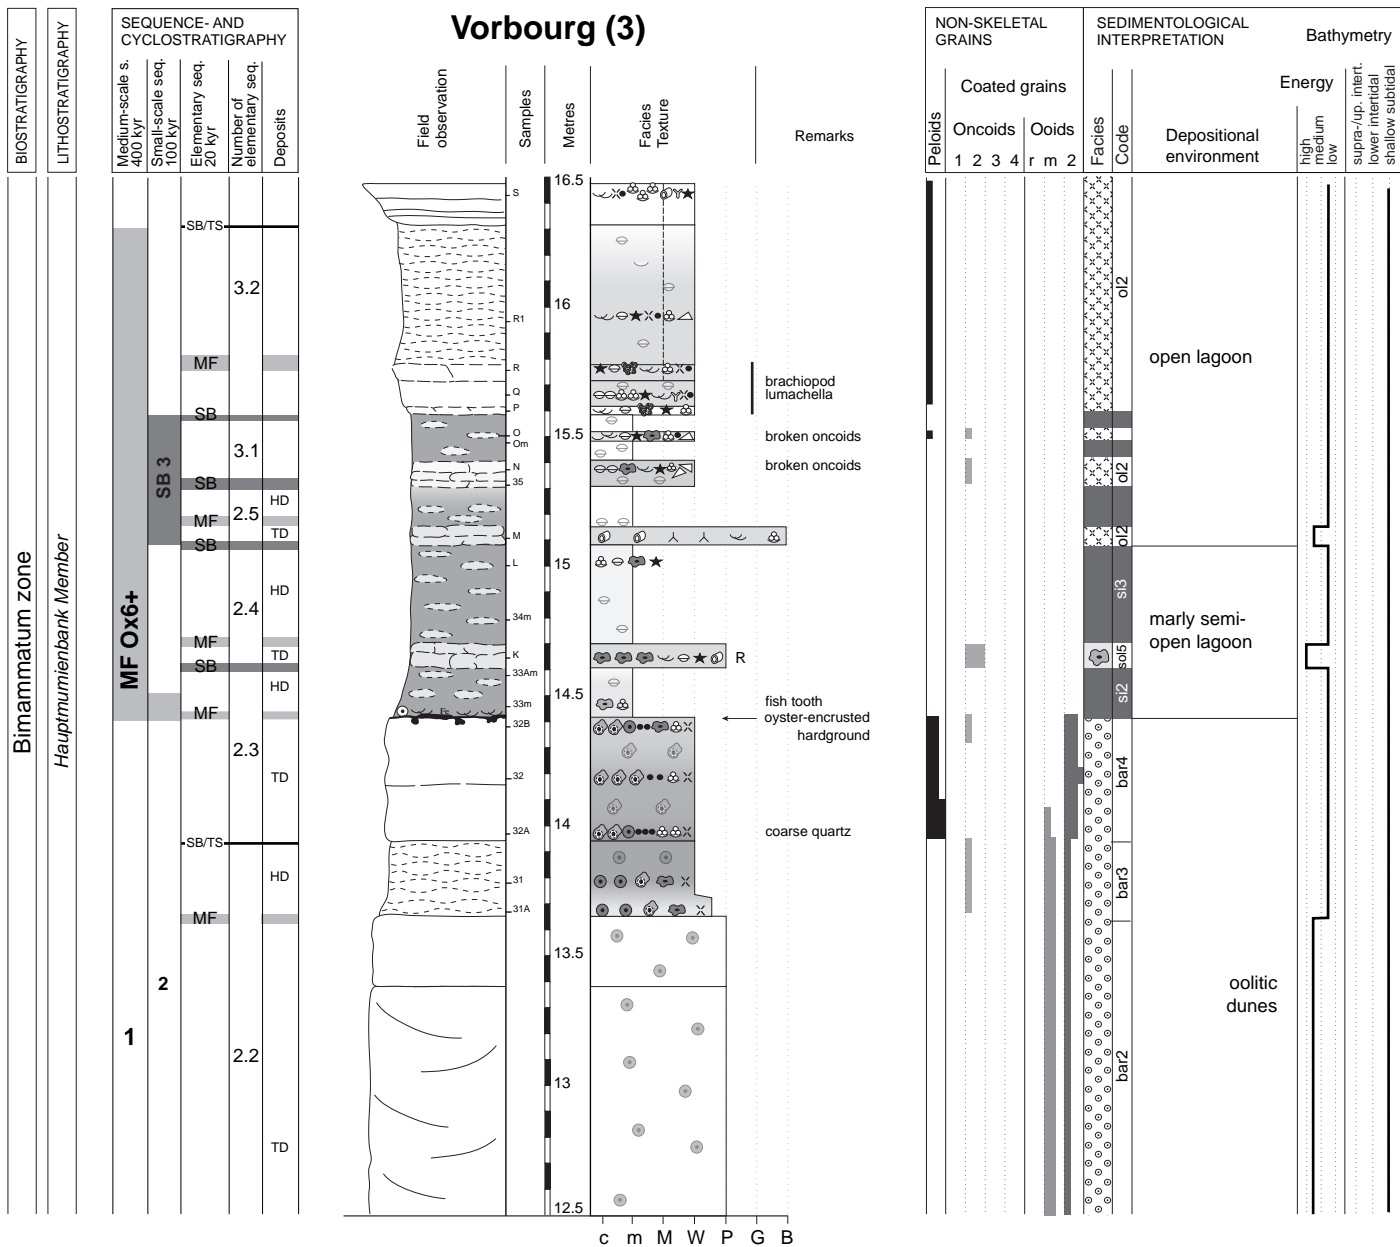 Vorbourg (3)
BIOSTRATIGRAPHY
LITHOSTRATIGRAPHY
SEQUENCE- AND
CYCLOSTRATIGRAPHY
Medium-scale s.
400 kyr
Small-scale seq.
100 kyr
Elementary seq.
20 kyr
Number of
elementary seq.
Deposits
Field
observation
Samples
Metres
Facies
Texture
Remarks
NON-SKELETAL
GRAINS
Peloids
Coated grains
Oncoids
Ooids
1 2 3 4
r m 2
SEDIMENTOLOGICAL
INTERPRETATION
Facies
Code
Depositional
environment
Energy
high
medium
low
Bathymetry
supra-/up. intert.
lower intertidal
shallow subtidal
Bimammatum zone
Hauptmumienbank Member
MF Ox6+
1
SB 3
2
SB/TS
MF
SB
SB
MF
SB
MF
SB
MF
SB/TS
MF
3.2
3.1
2.5
2.4
2.3
2.2
HD
TD
HD
TD
HD
TD
HD
TD
S
R1
R
Q
P
O
Om
N
35
M
L
34m
K
33Am
33m
32B
32
32A
31
31A
Fe
16.5
16
15.5
15
14.5
14
13.5
13
12.5
c m M W P G B
R
brachiopod
lumachella
broken oncoids
broken oncoids
fish tooth
oyster-encrusted
hardground
coarse quartz
ol2
ol2
ol2
si3
sol5
si2
bar4
bar3
bar2
open lagoon
marly semi-
open lagoon
oolitic
dunes